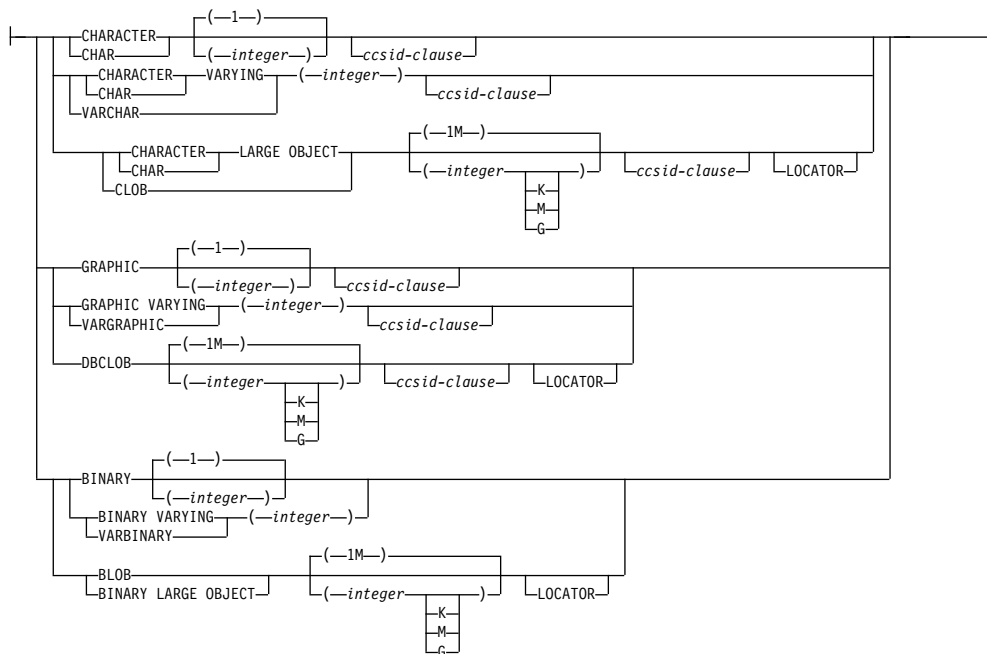 ( 1 )
CHARACTER
CHAR ( integer ) ccsid-clause
CHARACTER VARYING ( integer )
CHAR ccsid-clause
VARCHAR
( 1M )
CHARACTER LARGE OBJECT
CHAR ( integer ) ccsid-clause LOCATOR
CLOB K
M
G
( 1 )
GRAPHIC
( integer ) ccsid-clause
GRAPHIC VARYING ( integer )
VARGRAPHIC ccsid-clause
( 1M )
DBCLOB
( integer ) ccsid-clause LOCATOR
K
M
G
( 1 )
BINARY
( integer )
BINARY VARYING ( integer )
VARBINARY
( 1M )
BLOB
BINARY LARGE OBJECT ( integer ) LOCATOR
K
M
G